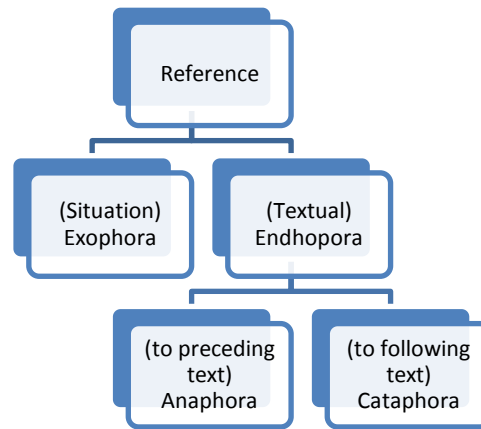 Reference
(Situation)
Exophora
(Textual)
Endhopora
(to preceding
text)
Anaphora
(to following
text)
Cataphora